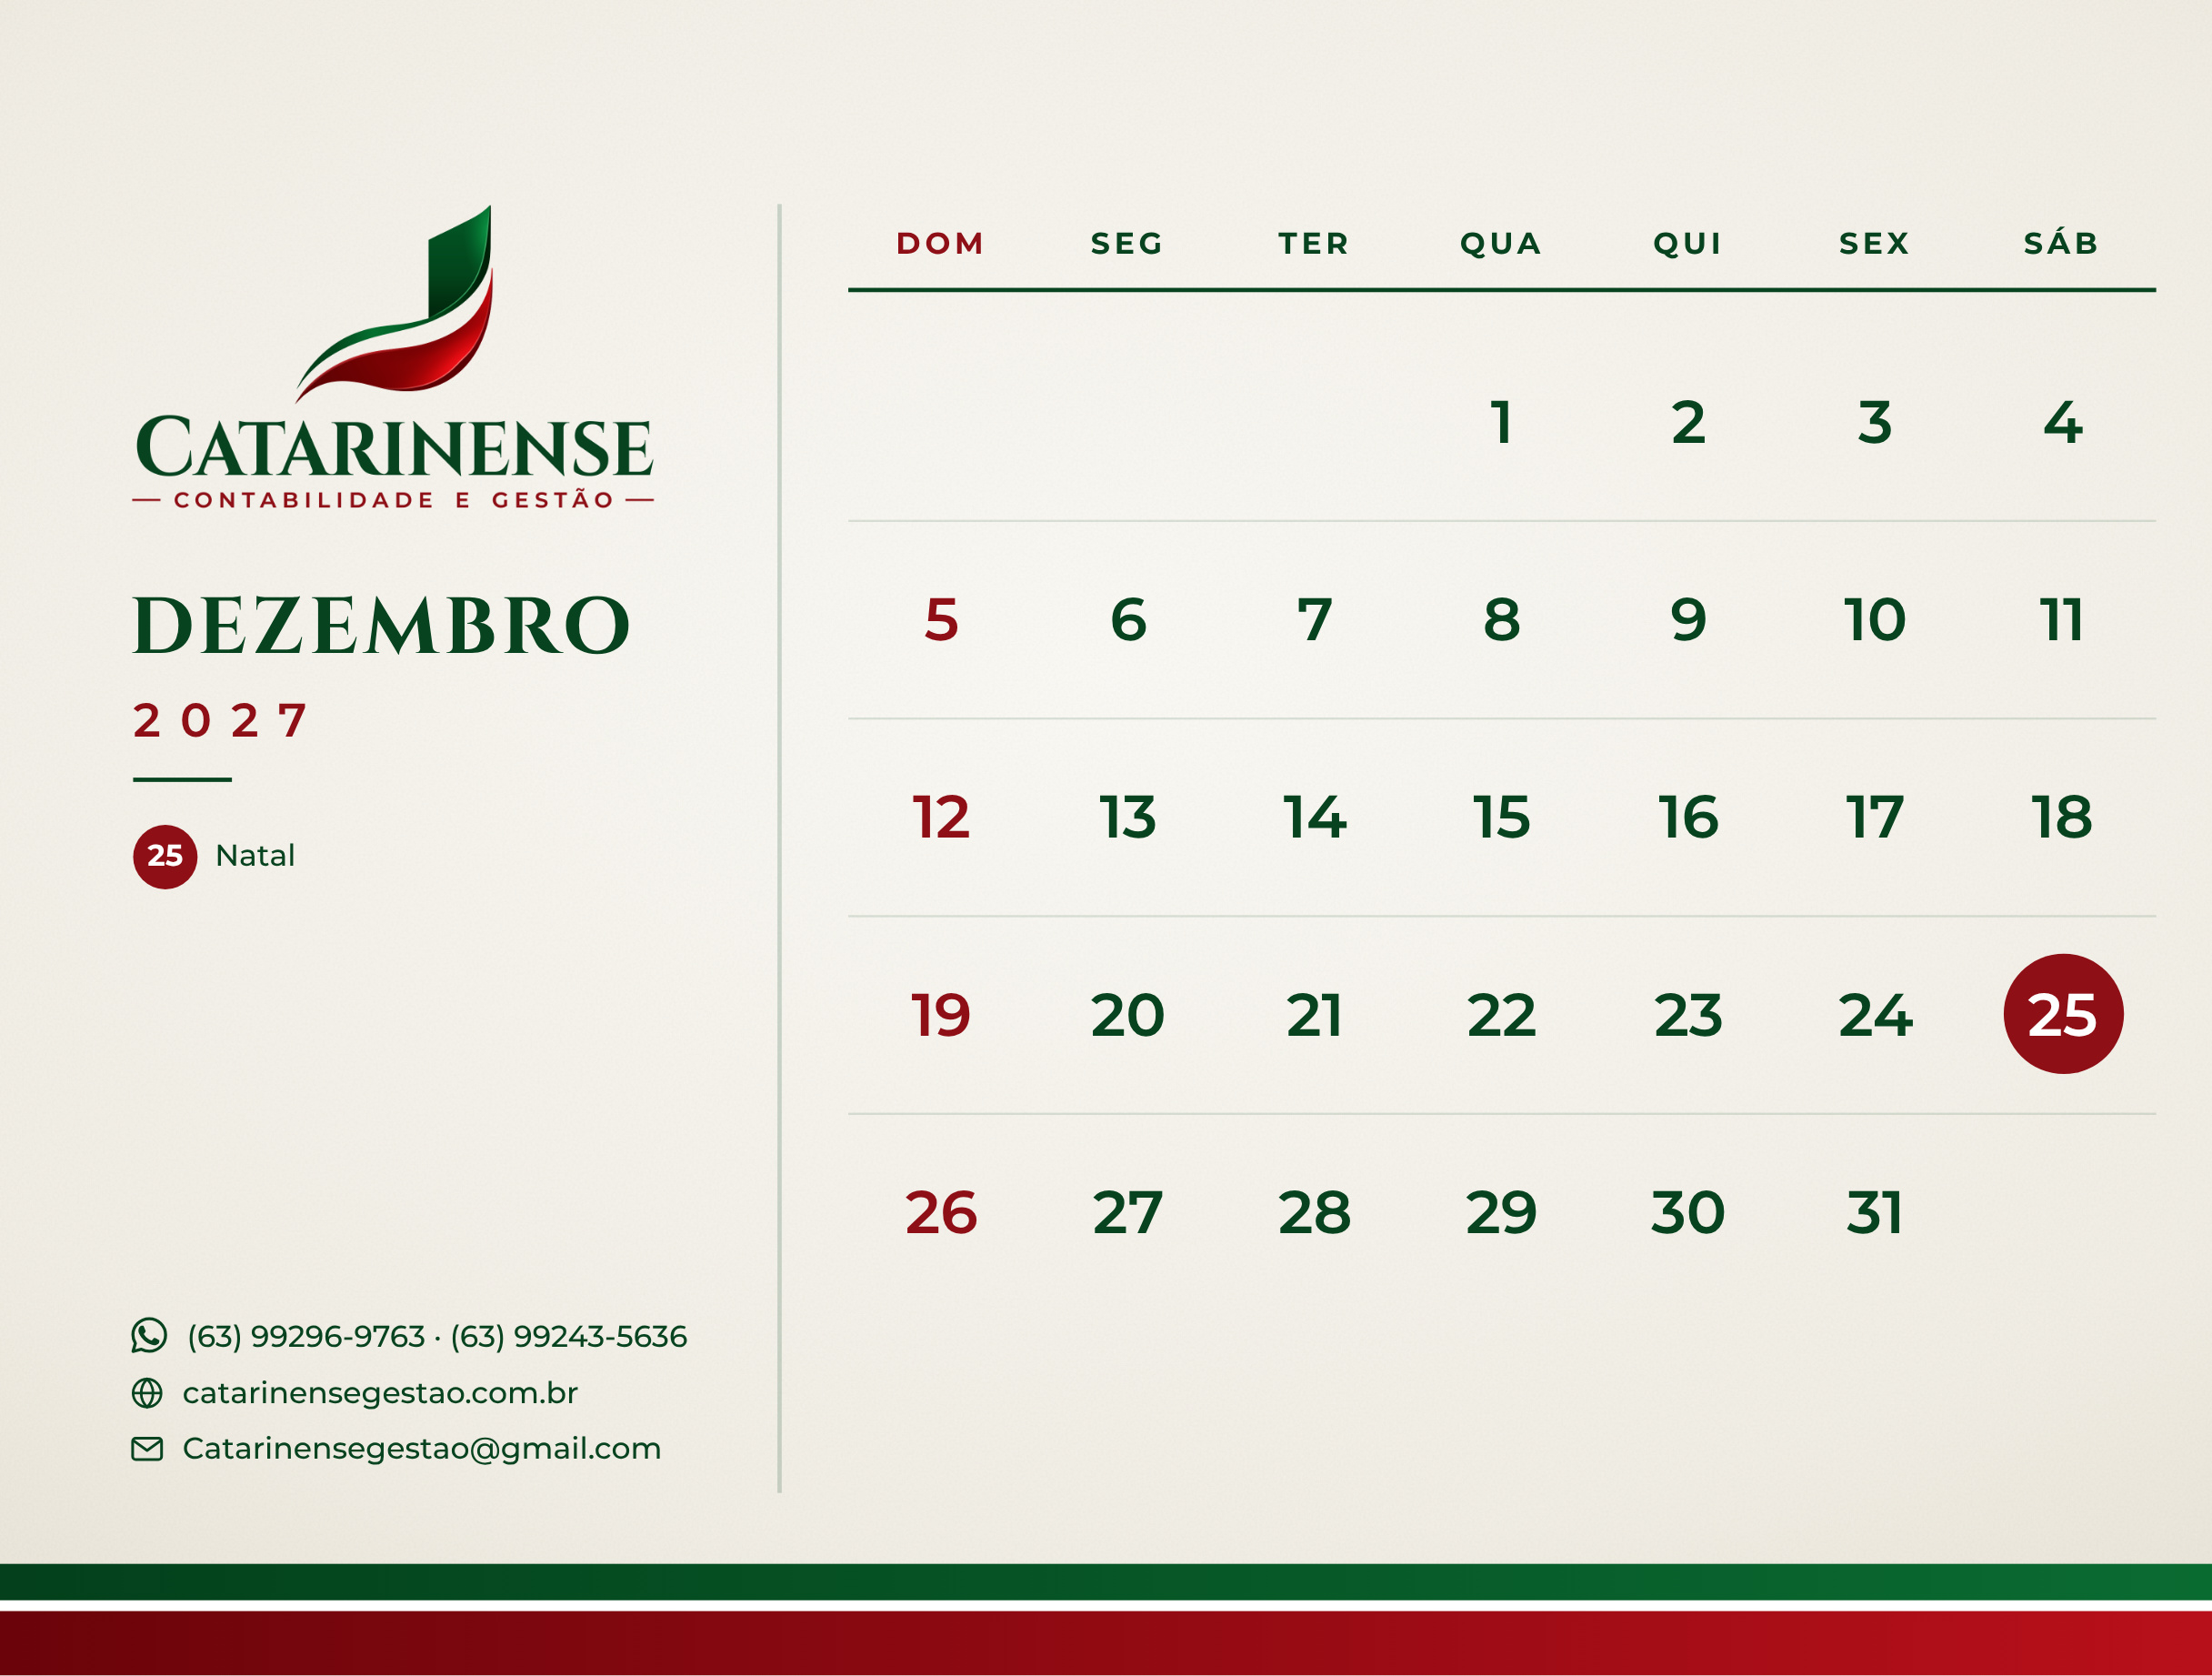 CATARINENSE
CONTABILIDADE E GESTÃO
DEZEMBRO
2027
25 Natal
(63) 99296-9763 · (63) 99243-5636
catarinensegestao.com.br
Catarinensegestao@gmail.com
DOM SEG TER QUA QUI SEX SÁB
1 2 3 4
5 6 7 8 9 10 11
12 13 14 15 16 17 18
19 20 21 22 23 24 25
26 27 28 29 30 31